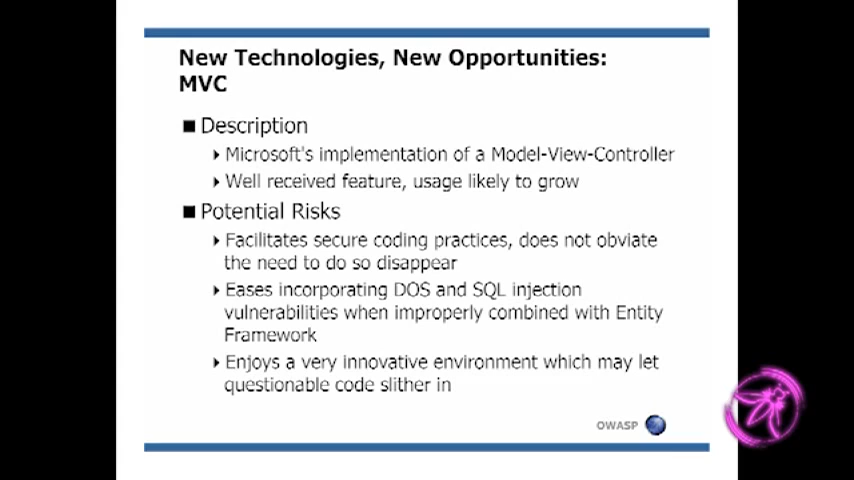 New Technologies, New Opportunities:
MVC
Description
Microsoft's implementation of a Model-View-Controller
Well received feature, usage likely to grow
Potential Risks
Facilitates secure coding practices, does not obviate
the need to do so disappear
Eases incorporating DOS and SQL injection
vulnerabilities when improperly combined with Entity
Framework
Enjoys a very innovative environment which may let
questionable code slither in
OWASP